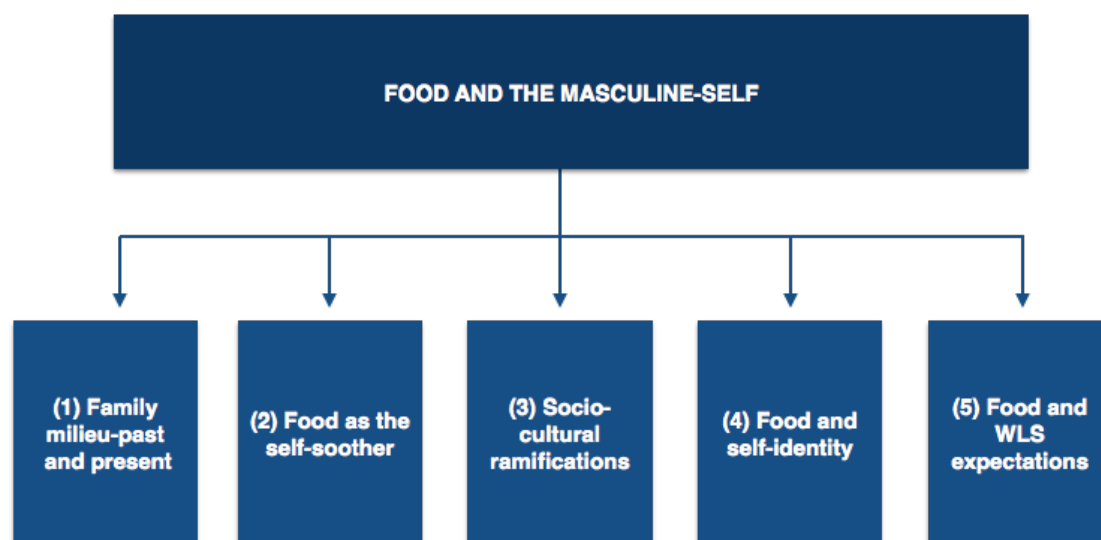 FOOD AND THE MASCULINE-SELF
(1) Family
milieu-past
and present
(2) Food as the
self-soother
(3) Socio-
cultural
ramifications
(4) Food and
self-identity
(5) Food and
WLS
expectations